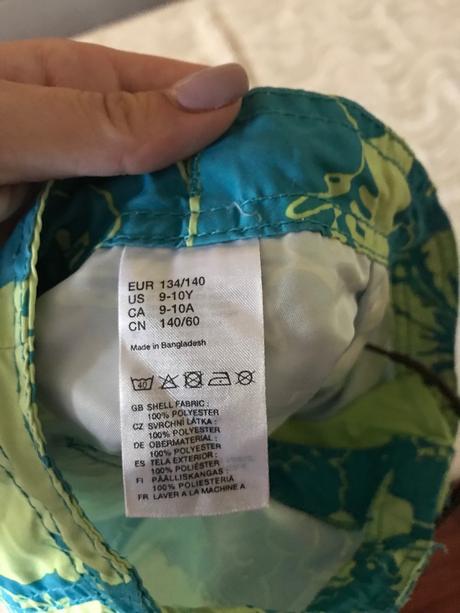 EUR 134/140
US 9-10Y
CA 9-10A
CN 140/60
Made in Bangladesh
40
GB SHELL FABRIC :
100% POLYESTER
CZ SVRCHNÍ LÁTKA :
100% POLYESTER
DE OBERMATERIAL :
100% POLYESTER
ES TELA EXTERIOR :
100% POLIÉSTER
FI PÄÄLLISKANGAS :
100% POLYESTERIA
FR LAVER A LA MACHINE A